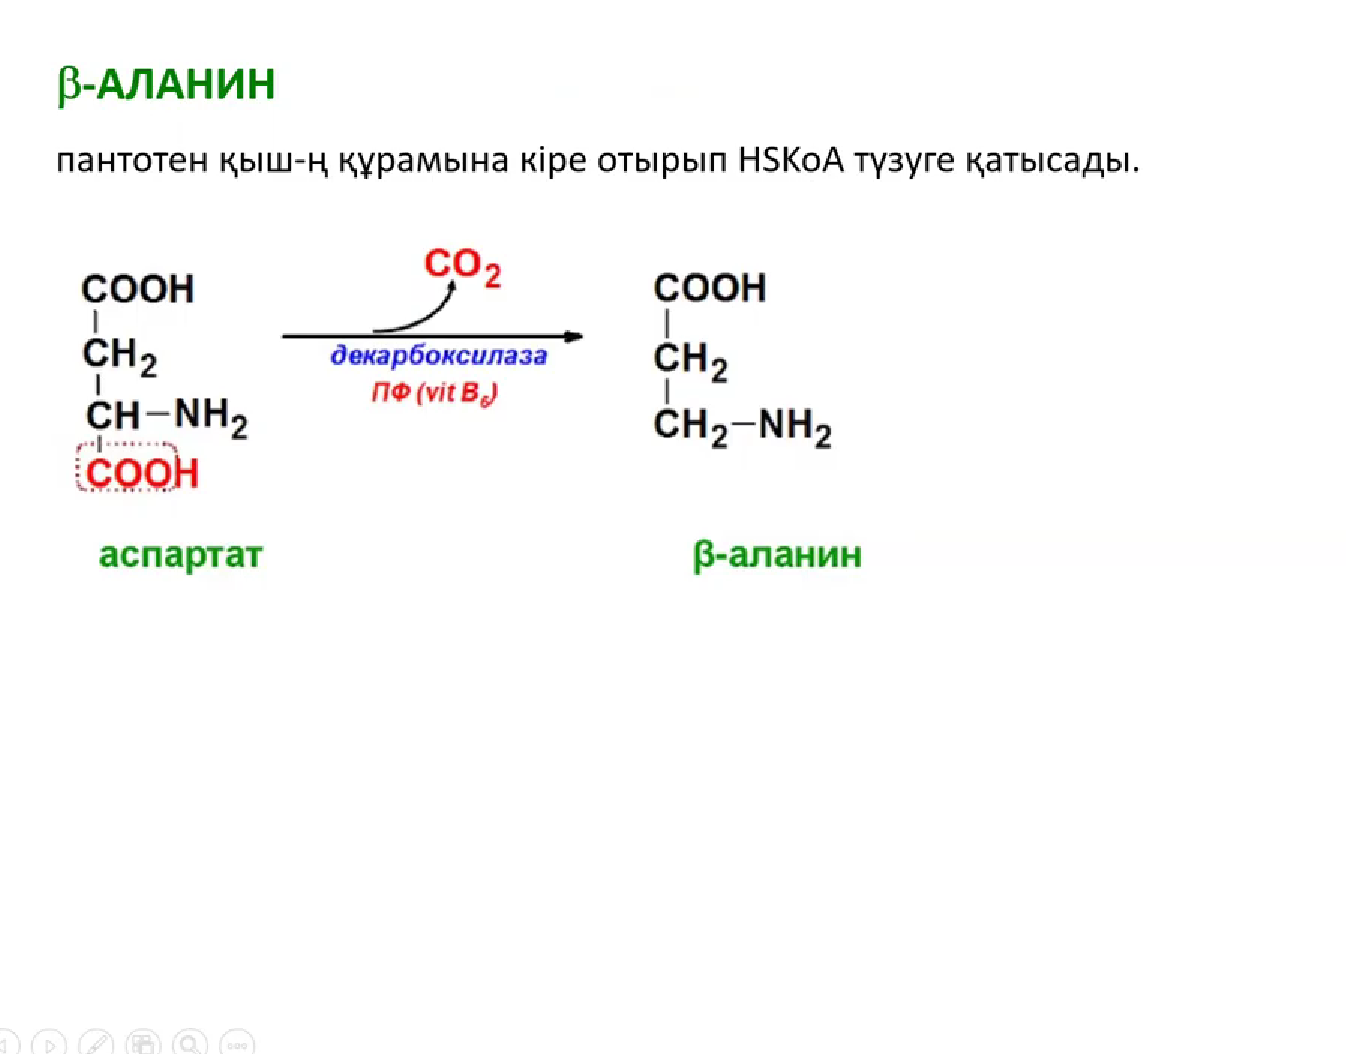 β-АЛАНИН
пантотен қыш-ң құрамына кіре отырып HSKoA түзуге қатысады.
CO₂
COOH
CH₂
CH–NH₂
COOH
декарбоксилаза
ПФ (vit B₆)
COOH
CH₂
CH₂–NH₂
аспартат
β-аланин